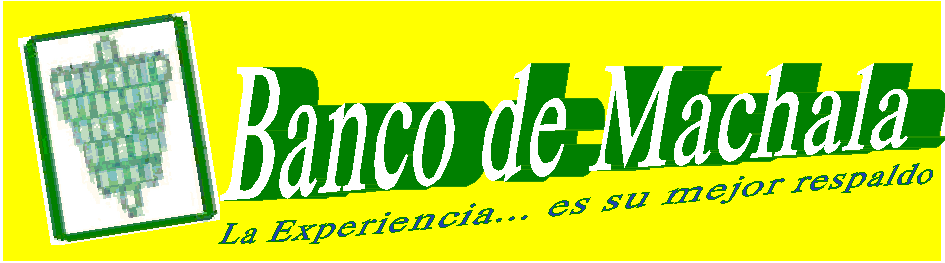 Banco de Machala
La Experiencia... es su mejor respaldo